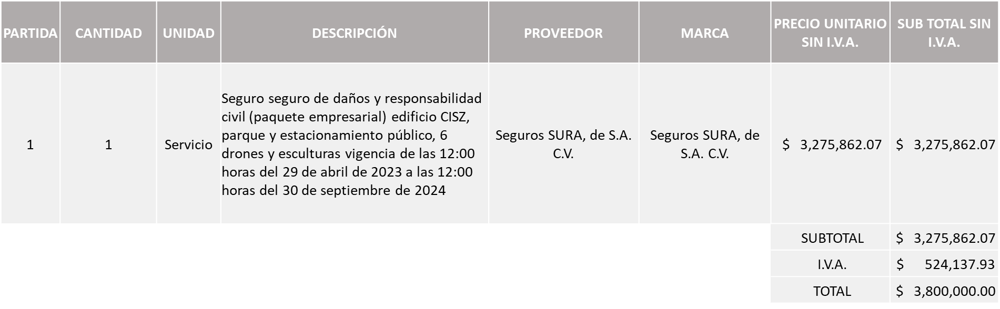 PARTIDA
CANTIDAD
UNIDAD
DESCRIPCIÓN
PROVEEDOR
MARCA
PRECIO UNITARIO
SIN I.V.A.
SUB TOTAL SIN
I.V.A.
1
1
Servicio
Seguro seguro de daños y responsabilidad
civil (paquete empresarial) edificio CISZ,
parque y estacionamiento público, 6
drones y esculturas vigencia de las 12:00
horas del 29 de abril de 2023 a las 12:00
horas del 30 de septiembre de 2024
Seguros SURA, de S.A.
C.V.
Seguros SURA, de
S.A. C.V.
$ 3,275,862.07
$ 3,275,862.07
SUBTOTAL
$ 3,275,862.07
I.V.A.
$ 524,137.93
TOTAL
$ 3,800,000.00